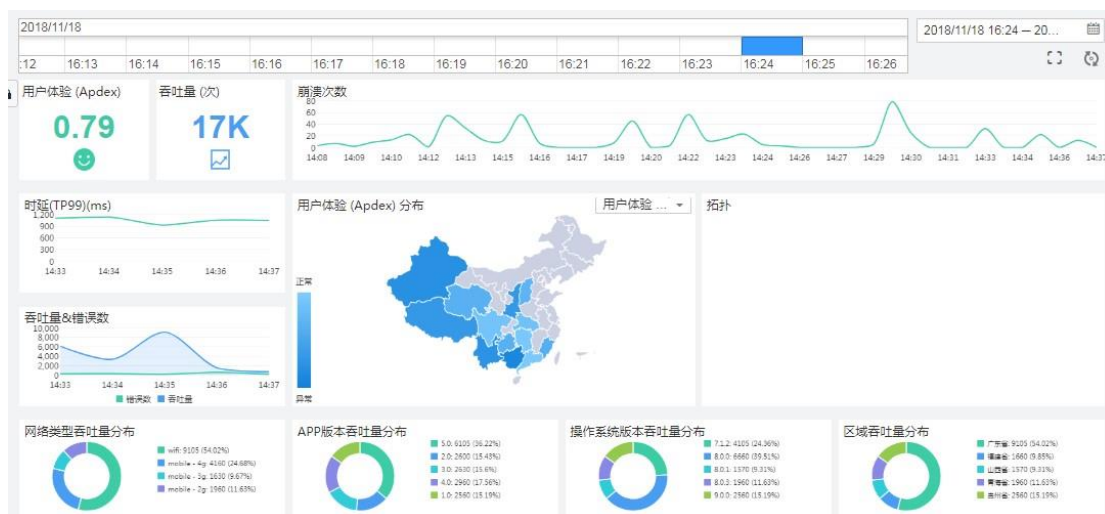 2018/11/18
2018/11/18 16:24 — 20...
:12 16:13 16:14 16:15 16:16 16:17 16:18 16:19 16:20 16:21 16:22 16:23 16:24 16:25 16:26
用户体验 (Apdex)
0.79
吞吐量 (次)
17K
崩溃次数
80
60
40
20
0
14:08 14:09 14:10 14:12 14:13 14:15 14:16 14:17 14:19 14:20 14:22 14:23 14:24 14:26 14:27 14:29 14:30 14:31 14:33 14:34 14:36 14:37
时延(TP99)(ms)
1,200
900
600
300
0
14:33 14:34 14:35 14:36 14:37
用户体验 (Apdex) 分布
用户体验 ...
正常
异常
拓扑
吞吐量&错误数
10,000
8,000
6,000
4,000
2,000
0
14:33 14:34 14:35 14:36 14:37
错误数 吞吐量
网络类型吞吐量分布
wifi: 9105 (54.02%)
mobile - 4g: 4160 (24.68%)
mobile - 3g: 1630 (9.67%)
mobile - 2g: 1960 (11.63%)
APP版本吞吐量分布
5.0: 6105 (36.22%)
2.0: 2600 (15.43%)
3.0: 2630 (15.6%)
4.0: 2960 (17.56%)
1.0: 2560 (15.19%)
操作系统版本吞吐量分布
7.1.2: 4105 (24.36%)
8.0.0: 6660 (39.51%)
8.0.1: 1570 (9.31%)
8.0.3: 1960 (11.63%)
9.0.0: 2560 (15.19%)
区域吞吐量分布
广东省: 9105 (54.02%)
福建省: 1660 (9.85%)
山西省: 1570 (9.31%)
青海省: 1960 (11.63%)
贵州省: 2560 (15.19%)